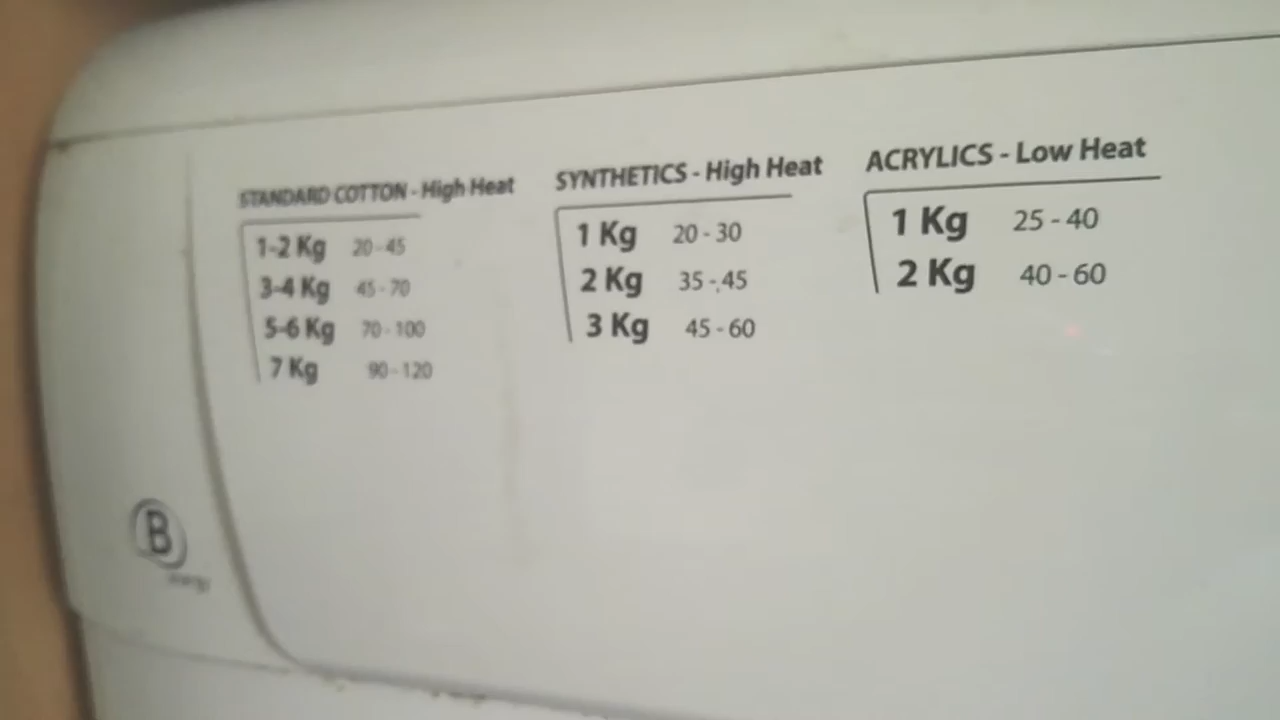 STANDARD COTTON - High Heat
1-2 Kg 20-45
3-4 Kg 45-70
5-6 Kg 70-100
7 Kg 90-120
SYNTHETICS - High Heat
1 Kg 20-30
2 Kg 35-45
3 Kg 45-60
ACRYLICS - Low Heat
1 Kg 25-40
2 Kg 40-60
B
energy